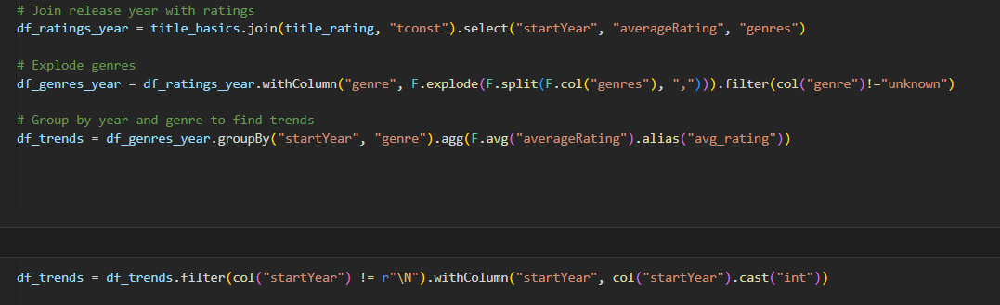 # Join release year with ratings
df_ratings_year = title_basics.join(title_rating, "tconst").select("startYear", "averageRating", "genres")
# Explode genres
df_genres_year = df_ratings_year.withColumn("genre", F.explode(F.split(F.col("genres"), ","))).filter(col("genre")!="unknown")
# Group by year and genre to find trends
df_trends = df_genres_year.groupBy("startYear", "genre").agg(F.avg("averageRating").alias("avg_rating"))
df_trends = df_trends.filter(col("startYear") != r"\N").withColumn("startYear", col("startYear").cast("int"))